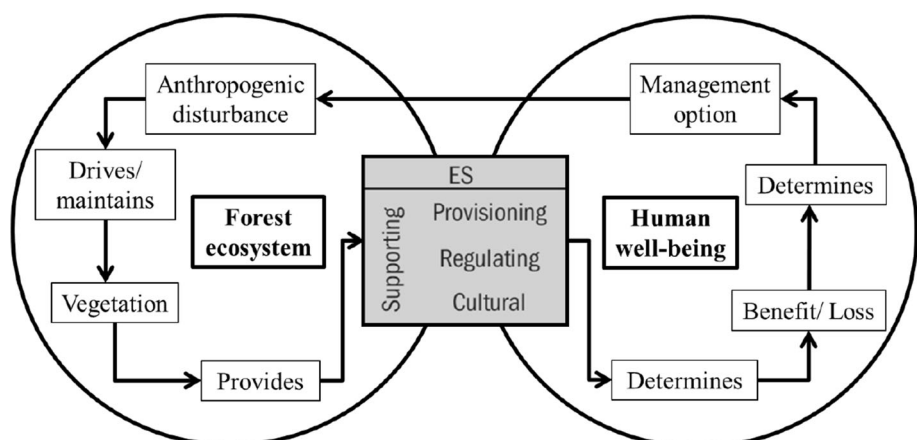 Anthropogenic
disturbance
Management
option
Drives/
maintains
Forest
ecosystem
ES
Supporting
Provisioning
Regulating
Cultural
Human
well-being
Determines
Vegetation
Benefit/ Loss
Provides
Determines